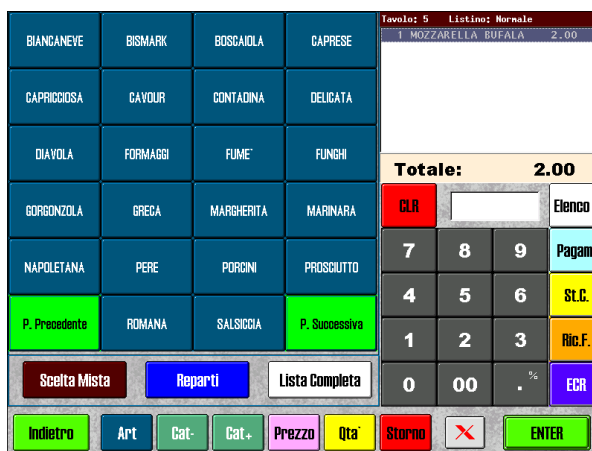 Tavolo: 5 Listino: Normale
1 MOZZARELLA BUFALA 2.00
BIANCANEVE BISMARK BOSCAIOLA CAPRESE
CAPRICCIOSA CAVOUR CONTADINA DELICATA
DIAVOLA FORMAGGI FUME` FUNGHI
GORGONZOLA GRECA MARGHERITA MARINARA
NAPOLETANA PERE PORCINI PROSCIUTTO
P. Precedente ROMANA SALSICCIA P. Successiva
Scelta Mista Reparti Lista Completa
Totale: 2.00
CLR Elenco
7 8 9 Pagam
4 5 6 St.C.
1 2 3 Ric.F.
0 00 . % ECR
Indietro Art Cat- Cat+ Prezzo Qta` Storno X ENTER